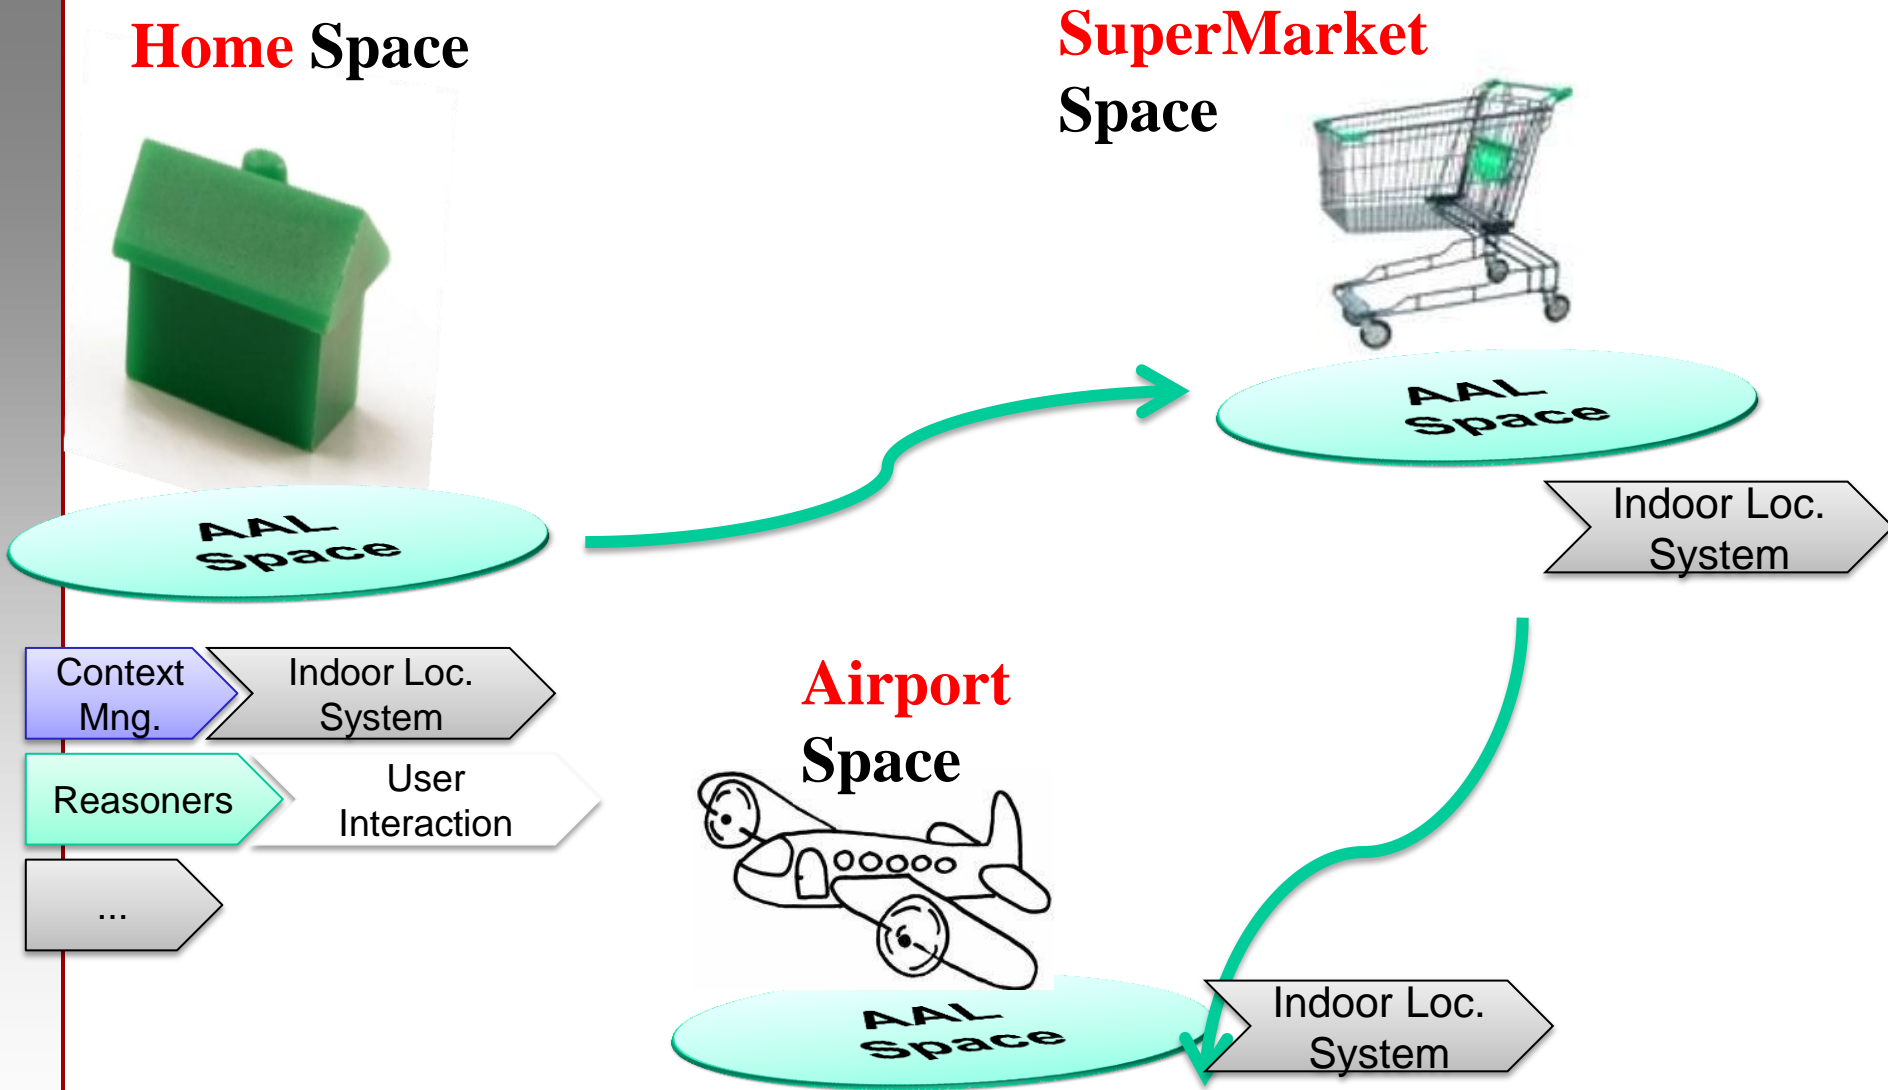 Home Space
SuperMarket
Space
AAL
Space
AAL
Space
Indoor Loc.
System
Context
Mng.
Indoor Loc.
System
Reasoners
User
Interaction
...
Airport
Space
AAL
Space
Indoor Loc.
System